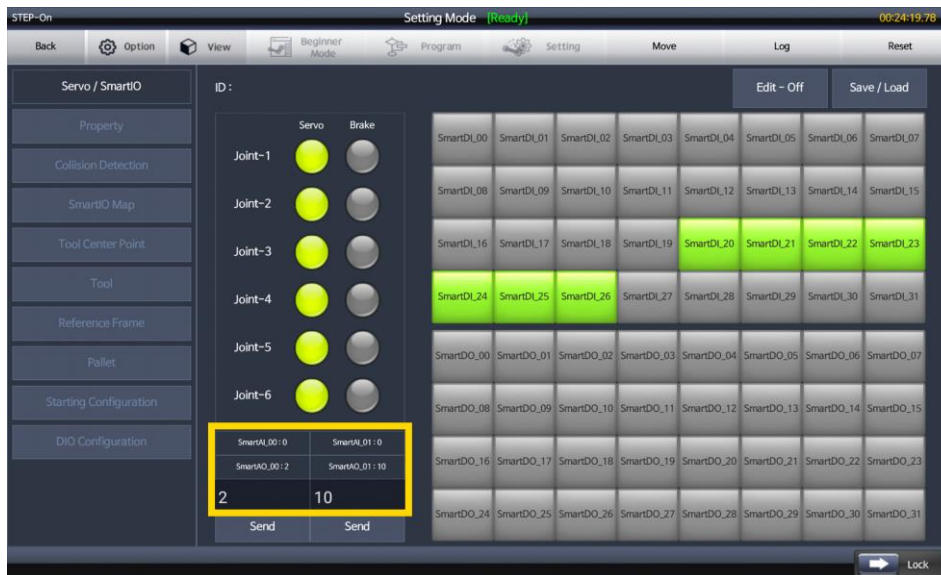 STEP-On
Setting Mode [Ready]
00:24:19.78
Back
Option
View
Beginner
Mode
Program
Setting
Move
Log
Reset
Servo / SmartIO
Property
Collision Detection
SmartIO Map
Tool Center Point
Tool
Reference Frame
Pallet
Starting Configuration
DIO Configuration
ID :
Edit - Off
Save / Load
Servo Brake
Joint-1
Joint-2
Joint-3
Joint-4
Joint-5
Joint-6
SmartAI_00 : 0 SmartAI_01 : 0
SmartAO_00 : 2 SmartAO_01 : 10
2 10
Send Send
SmartDI_00 SmartDI_01 SmartDI_02 SmartDI_03 SmartDI_04 SmartDI_05 SmartDI_06 SmartDI_07
SmartDI_08 SmartDI_09 SmartDI_10 SmartDI_11 SmartDI_12 SmartDI_13 SmartDI_14 SmartDI_15
SmartDI_16 SmartDI_17 SmartDI_18 SmartDI_19 SmartDI_20 SmartDI_21 SmartDI_22 SmartDI_23
SmartDI_24 SmartDI_25 SmartDI_26 SmartDI_27 SmartDI_28 SmartDI_29 SmartDI_30 SmartDI_31
SmartDO_00 SmartDO_01 SmartDO_02 SmartDO_03 SmartDO_04 SmartDO_05 SmartDO_06 SmartDO_07
SmartDO_08 SmartDO_09 SmartDO_10 SmartDO_11 SmartDO_12 SmartDO_13 SmartDO_14 SmartDO_15
SmartDO_16 SmartDO_17 SmartDO_18 SmartDO_19 SmartDO_20 SmartDO_21 SmartDO_22 SmartDO_23
SmartDO_24 SmartDO_25 SmartDO_26 SmartDO_27 SmartDO_28 SmartDO_29 SmartDO_30 SmartDO_31
Lock